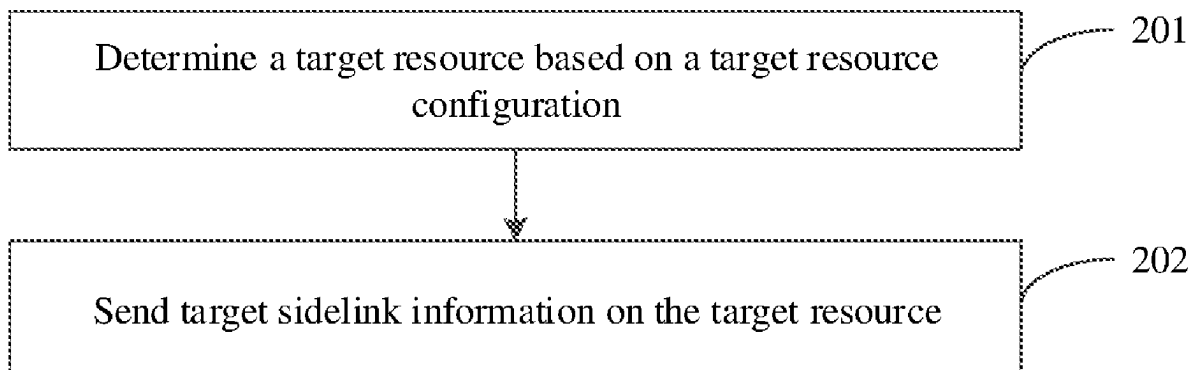 Determine a target resource based on a target resource
configuration
201
Send target sidelink information on the target resource
202